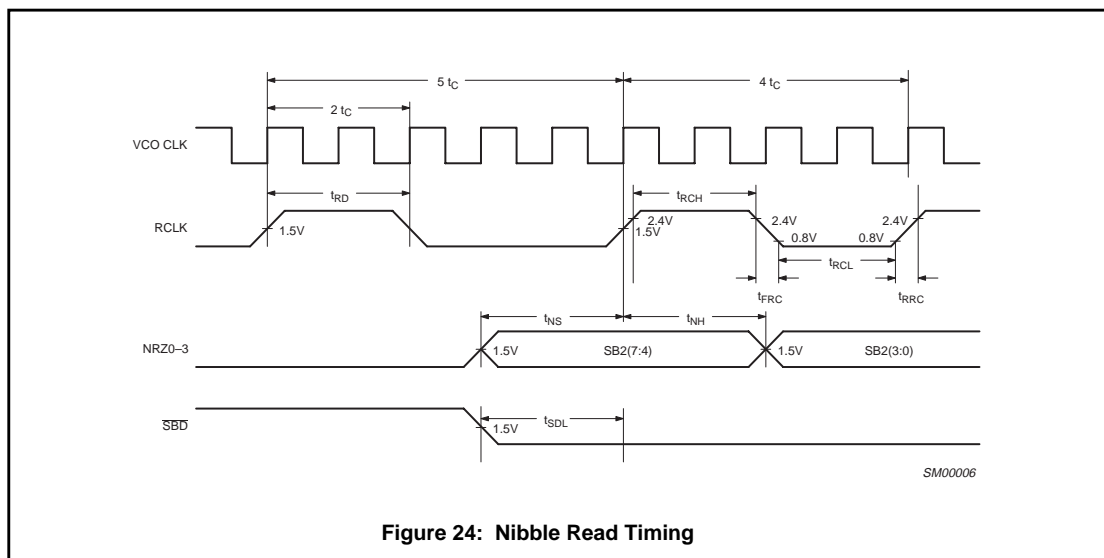 5 tC
4 tC
2 tC
VCO CLK
tRD
tRCH
RCLK
1.5V
2.4V
1.5V
2.4V
0.8V
0.8V
2.4V
tRCL
tFRC
tRRC
tNS
tNH
NRZ0–3
1.5V
SB2(7:4)
1.5V
SB2(3:0)
SBD
1.5V
tSDL
SM00006
Figure 24: Nibble Read Timing